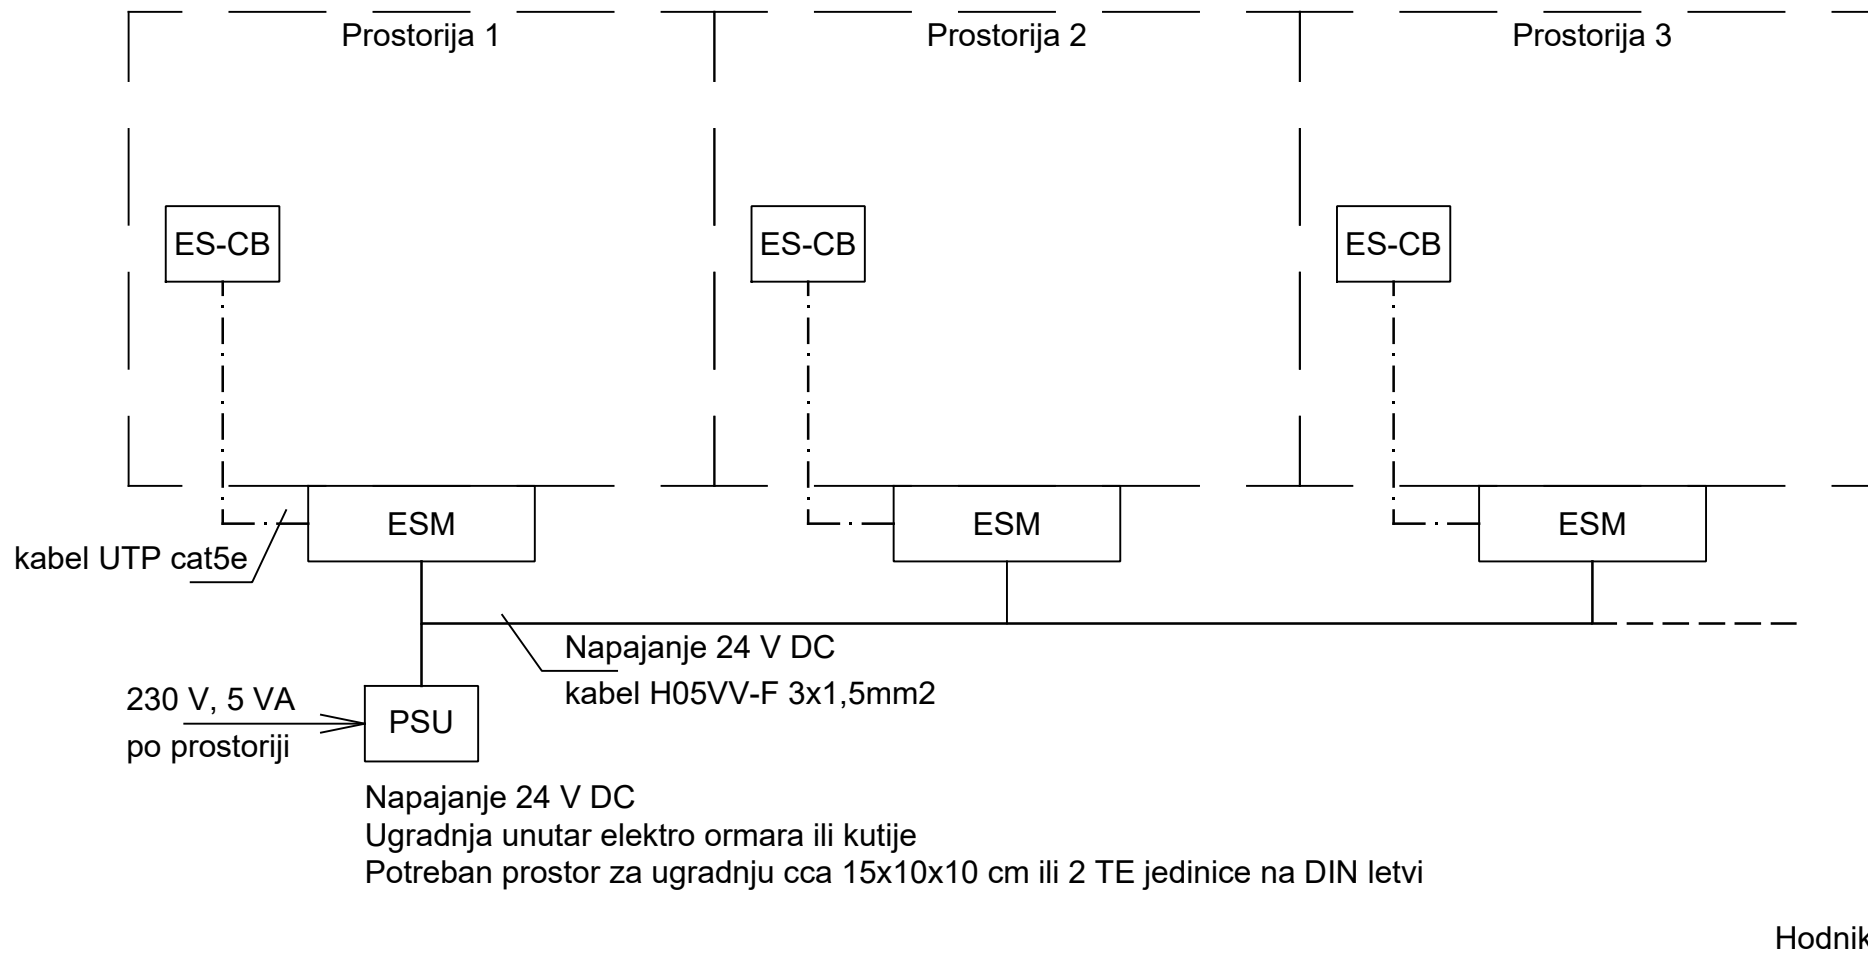 Prostorija 1
Prostorija 2
Prostorija 3
ES-CB
ES-CB
ES-CB
ESM
ESM
ESM
kabel UTP cat5e
Napajanje 24 V DC
kabel H05VV-F 3x1,5mm2
230 V, 5 VA
po prostoriji
PSU
Napajanje 24 V DC
Ugradnja unutar elektro ormara ili kutije
Potreban prostor za ugradnju cca 15x10x10 cm ili 2 TE jedinice na DIN letvi
Hodnik